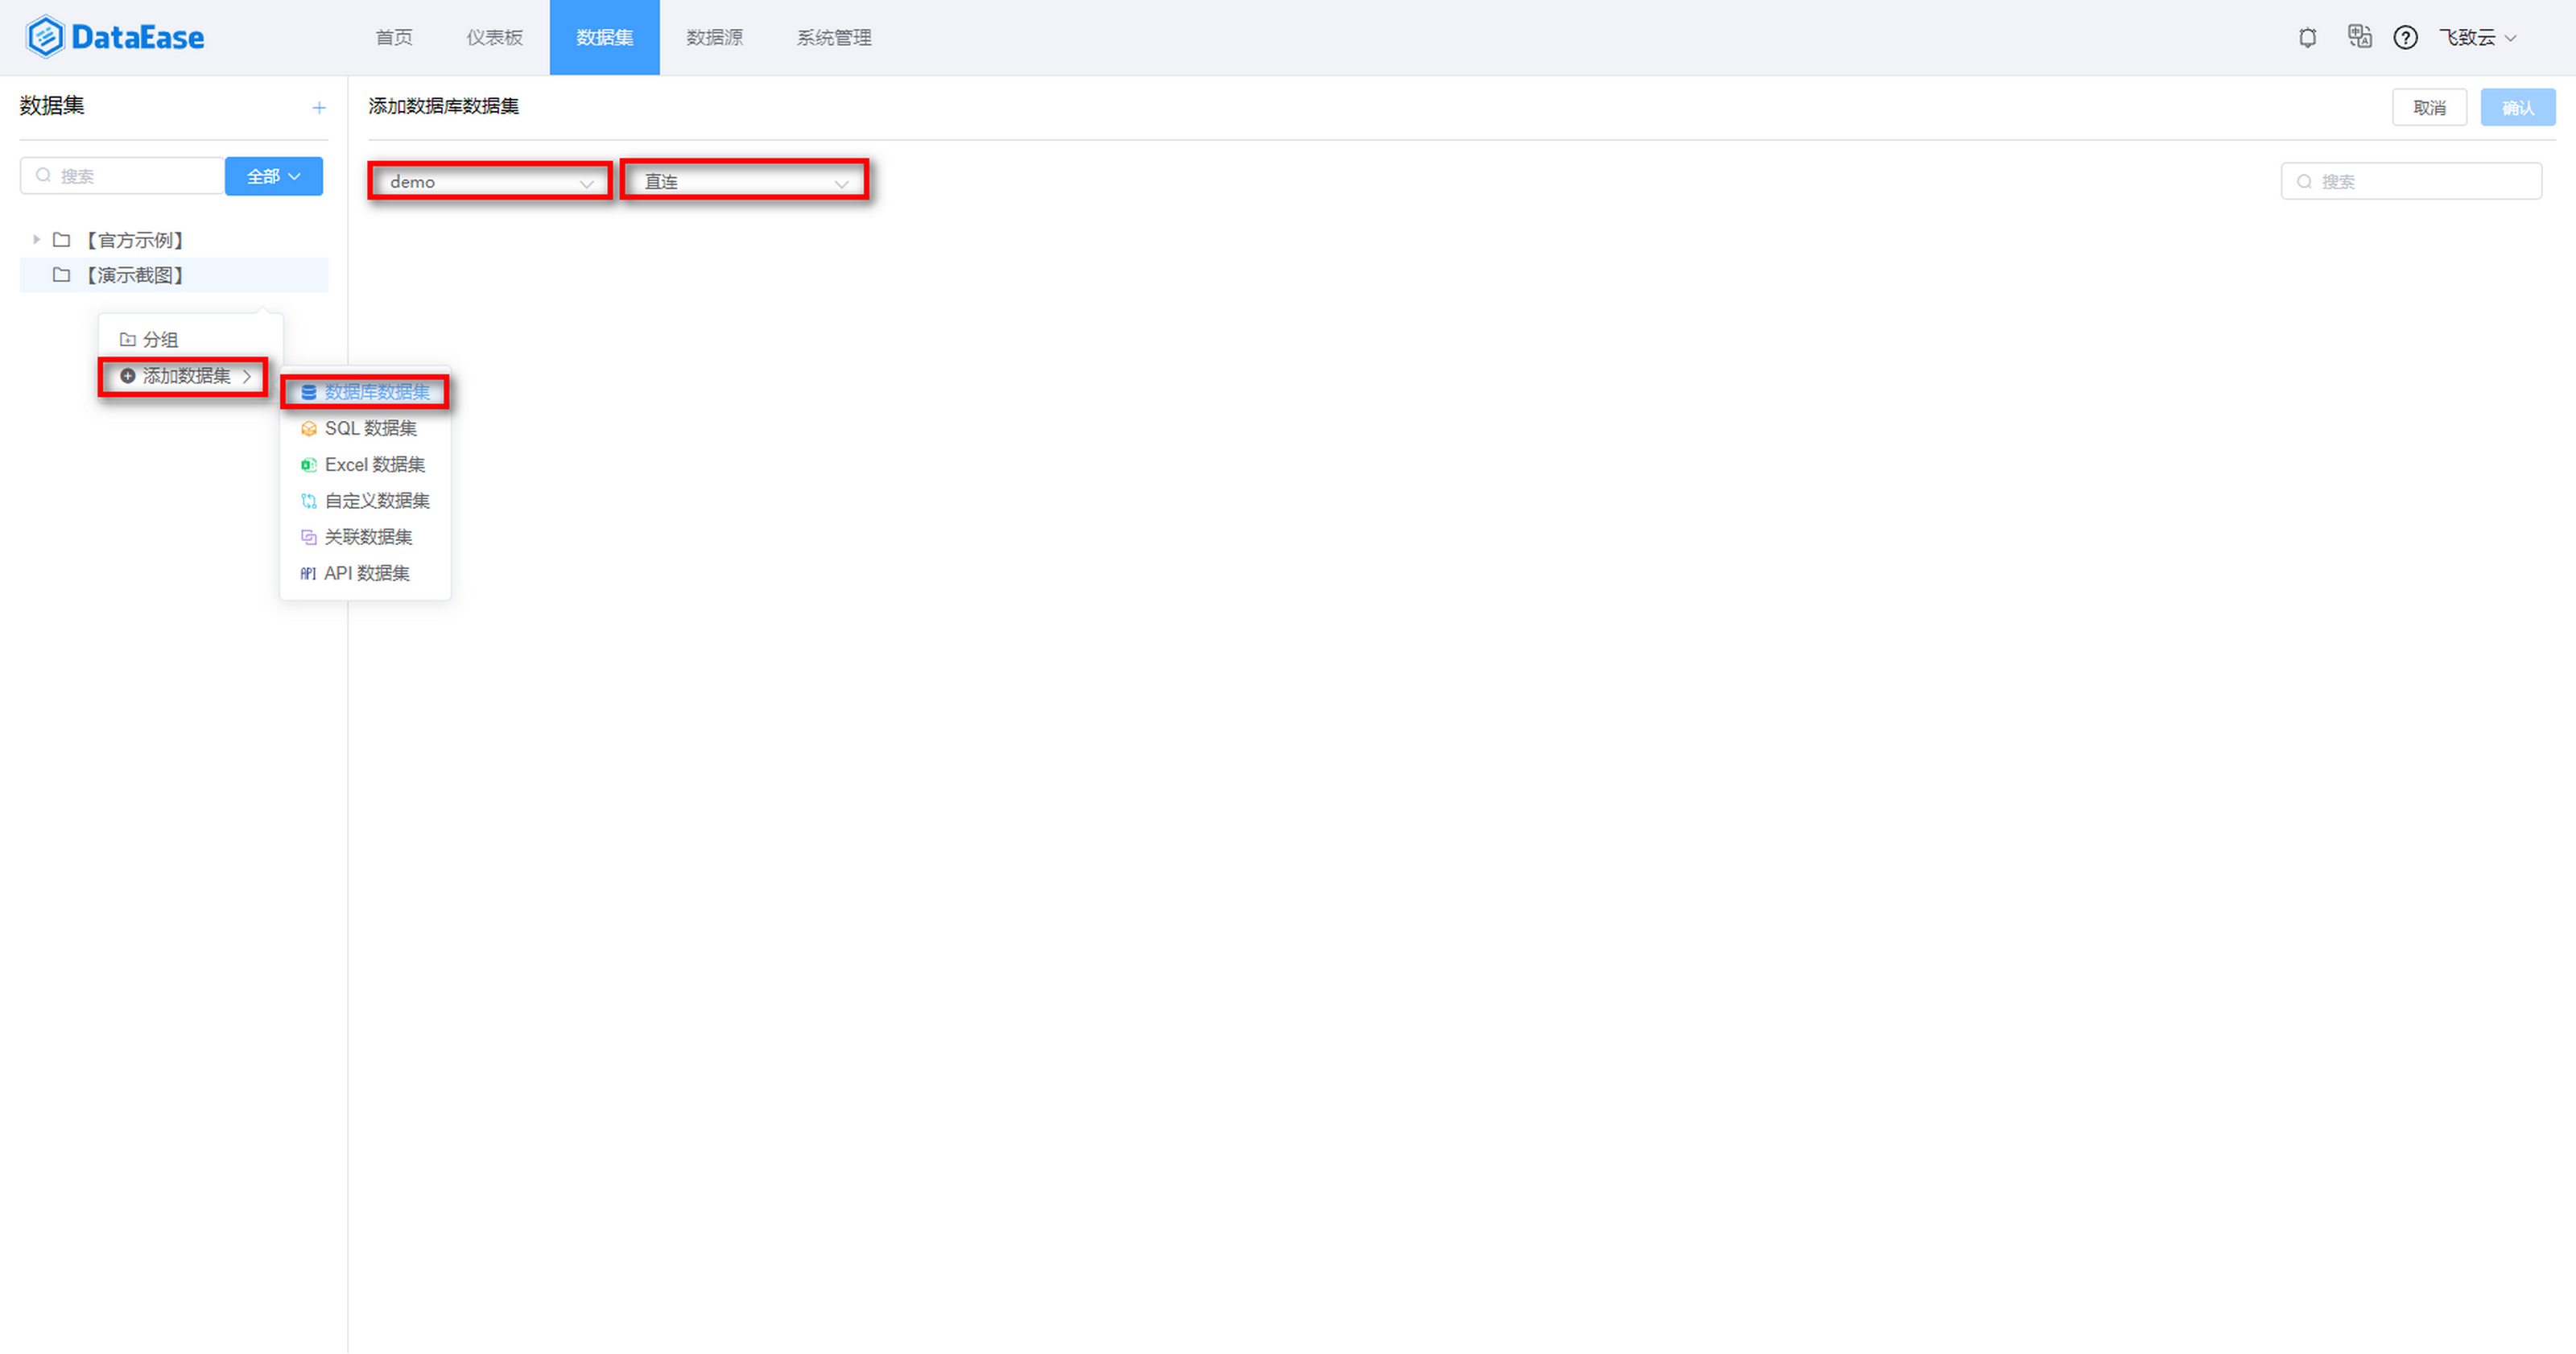 DataEase
首页
仪表板
数据集
数据源
系统管理
飞致云
数据集
添加数据库数据集
取消
确认
搜索
全部
demo
直连
搜索
【官方示例】
【演示截图】
分组
添加数据集
数据库数据集
SQL 数据集
Excel 数据集
自定义数据集
关联数据集
API API 数据集